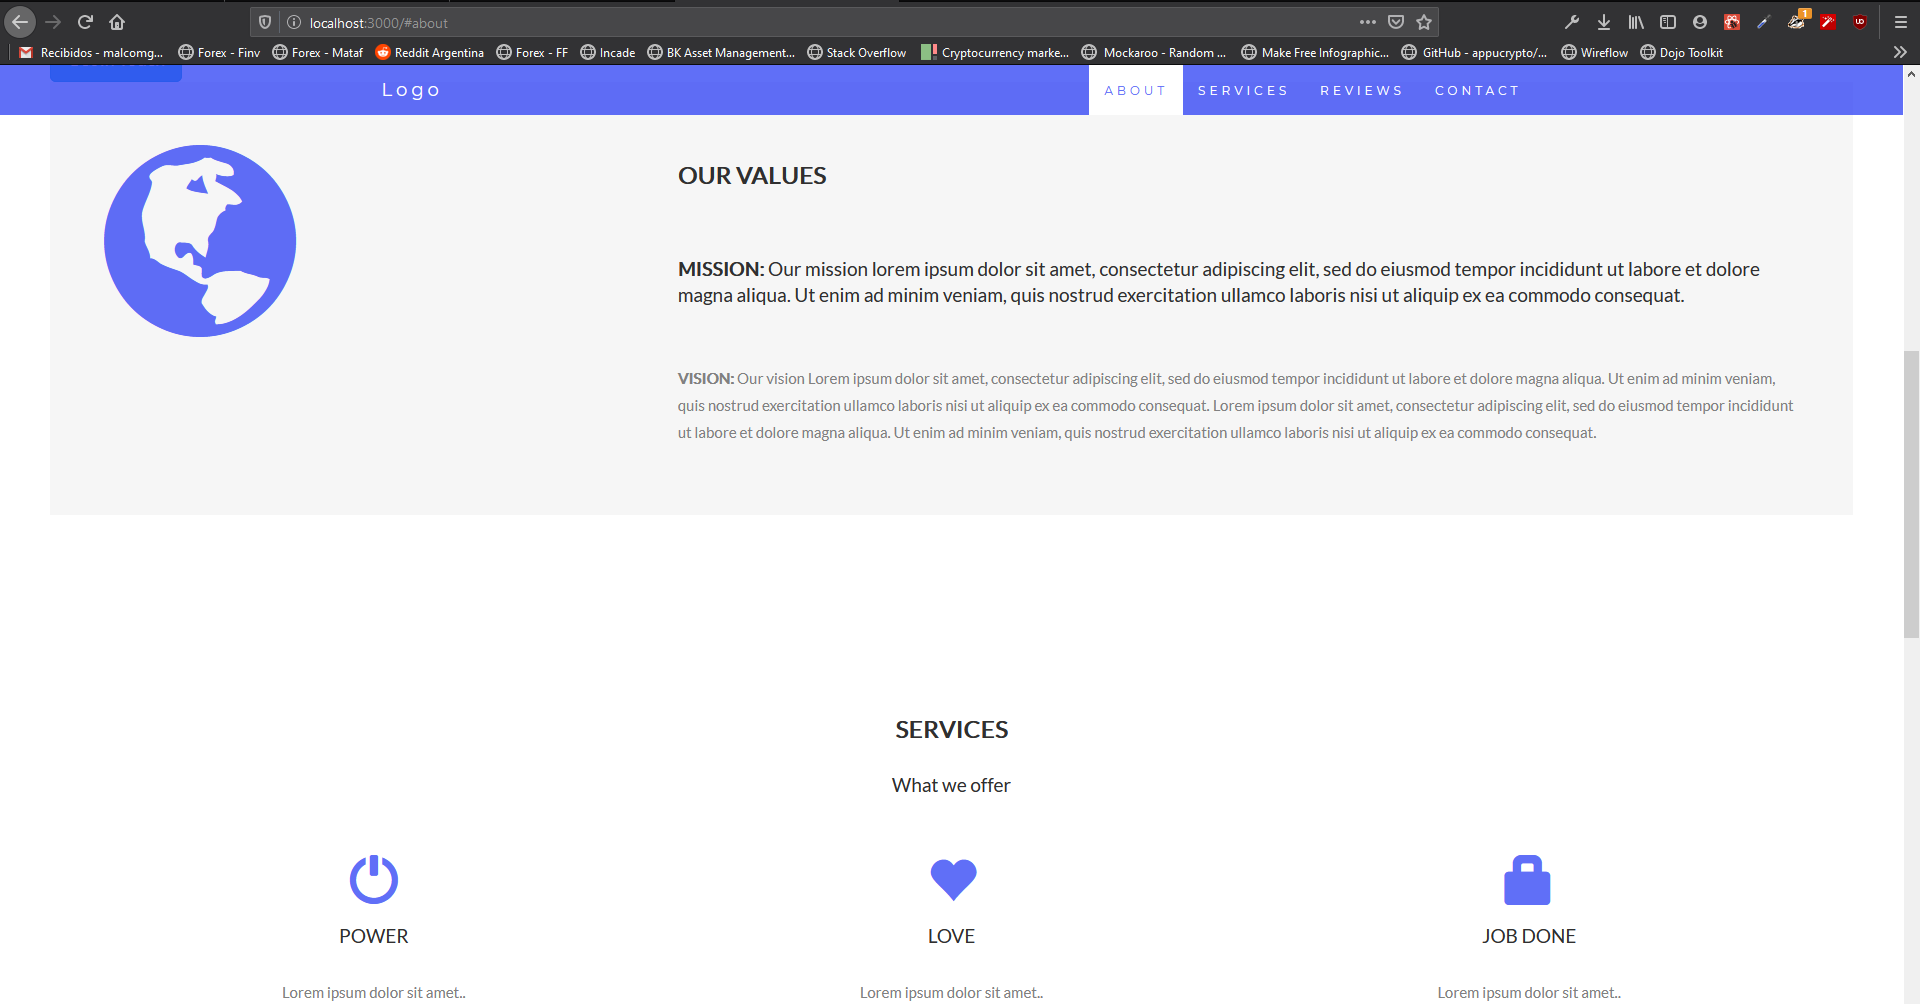 localhost:3000/#about
Recibidos - malcomg... Forex - Finv Forex - Mataf Reddit Argentina Forex - FF Incade BK Asset Management... Stack Overflow Cryptocurrency marke... Mockaroo - Random ... Make Free Infographic... GitHub - appucrypto/... Wireflow Dojo Toolkit
Logo ABOUT SERVICES REVIEWS CONTACT
OUR VALUES
MISSION: Our mission lorem ipsum dolor sit amet, consectetur adipiscing elit, sed do eiusmod tempor incididunt ut labore et dolore
magna aliqua. Ut enim ad minim veniam, quis nostrud exercitation ullamco laboris nisi ut aliquip ex ea commodo consequat.
VISION: Our vision Lorem ipsum dolor sit amet, consectetur adipiscing elit, sed do eiusmod tempor incididunt ut labore et dolore magna aliqua. Ut enim ad minim veniam,
quis nostrud exercitation ullamco laboris nisi ut aliquip ex ea commodo consequat. Lorem ipsum dolor sit amet, consectetur adipiscing elit, sed do eiusmod tempor incididunt
ut labore et dolore magna aliqua. Ut enim ad minim veniam, quis nostrud exercitation ullamco laboris nisi ut aliquip ex ea commodo consequat.
SERVICES
What we offer
POWER LOVE JOB DONE
Lorem ipsum dolor sit amet.. Lorem ipsum dolor sit amet.. Lorem ipsum dolor sit amet..